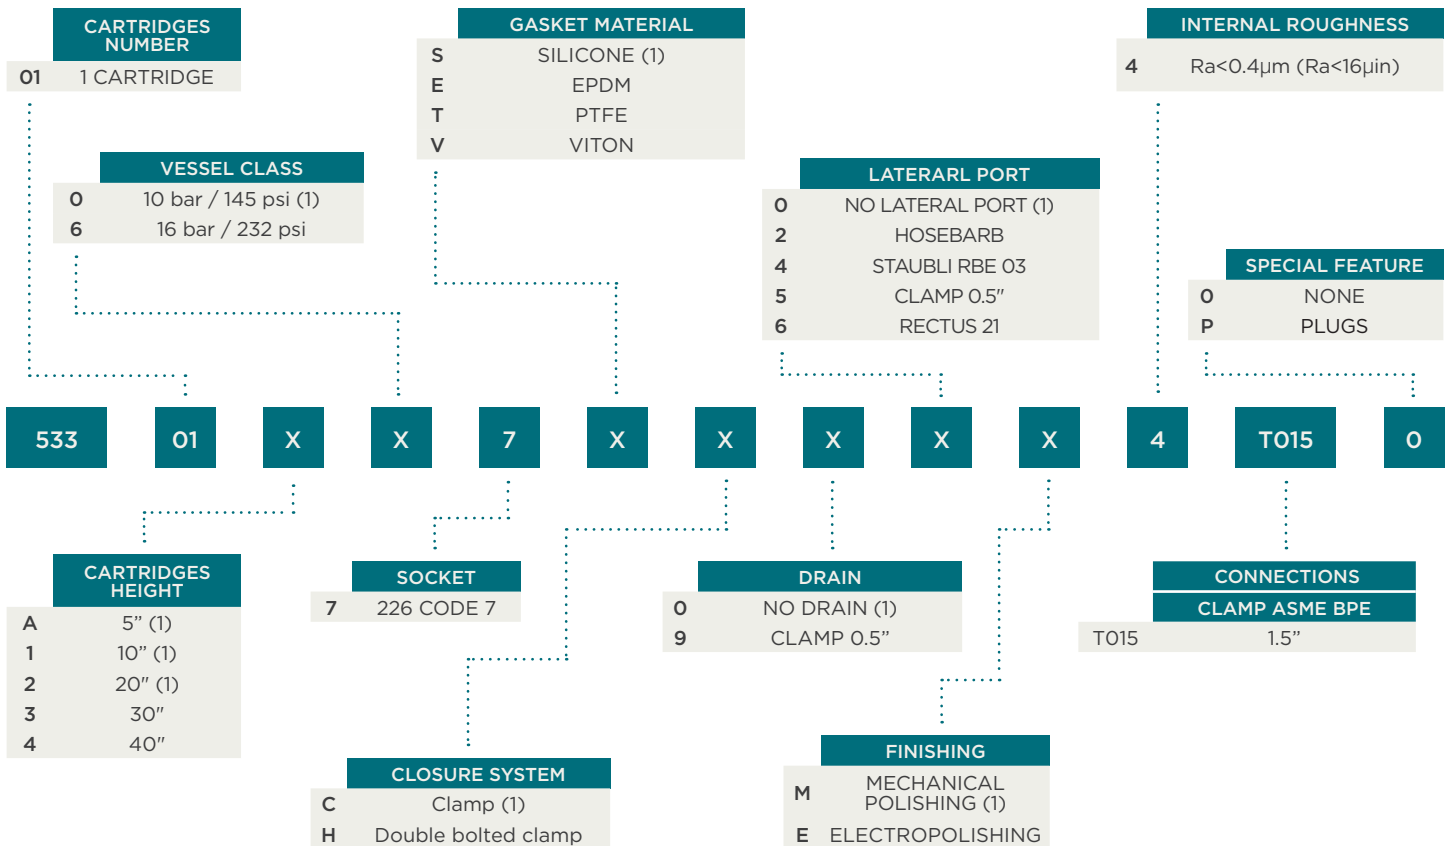 CARTRIDGES
NUMBER
01 1 CARTRIDGE
GASKET MATERIAL
S SILICONE (1)
E EPDM
T PTFE
V VITON
INTERNAL ROUGHNESS
4 Ra<0.4µm (Ra<16µin)
VESSEL CLASS
0 10 bar / 145 psi (1)
6 16 bar / 232 psi
LATERARL PORT
0 NO LATERAL PORT (1)
2 HOSEBARB
4 STAUBLI RBE 03
5 CLAMP 0.5"
6 RECTUS 21
SPECIAL FEATURE
0 NONE
P PLUGS
533 01 X X 7 X X X X X 4 T015 0
CARTRIDGES
HEIGHT
A 5” (1)
1 10” (1)
2 20" (1)
3 30"
4 40"
SOCKET
7 226 CODE 7
DRAIN
0 NO DRAIN (1)
9 CLAMP 0.5”
CONNECTIONS
CLAMP ASME BPE
T015 1.5”
CLOSURE SYSTEM
C Clamp (1)
H Double bolted clamp
FINISHING
M MECHANICAL
POLISHING (1)
E ELECTROPOLISHING